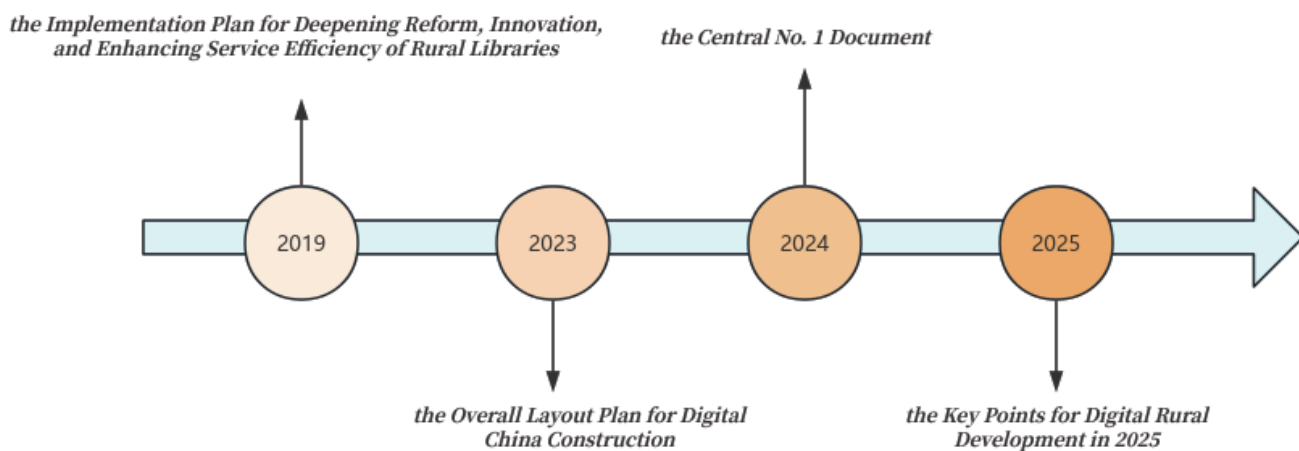 the Implementation Plan for Deepening Reform, Innovation,
and Enhancing Service Efficiency of Rural Libraries
the Central No. 1 Document
2019
2023
2024
2025
the Overall Layout Plan for Digital
China Construction
the Key Points for Digital Rural
Development in 2025